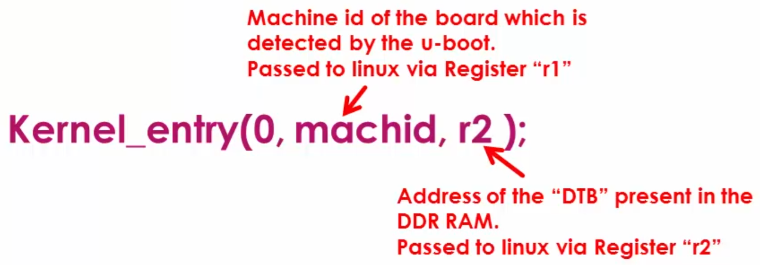 Machine id of the board which is
detected by the u-boot.
Passed to linux via Register “r1”
Kernel_entry(0, machid, r2 );
Address of the “DTB” present in the
DDR RAM.
Passed to linux via Register “r2”